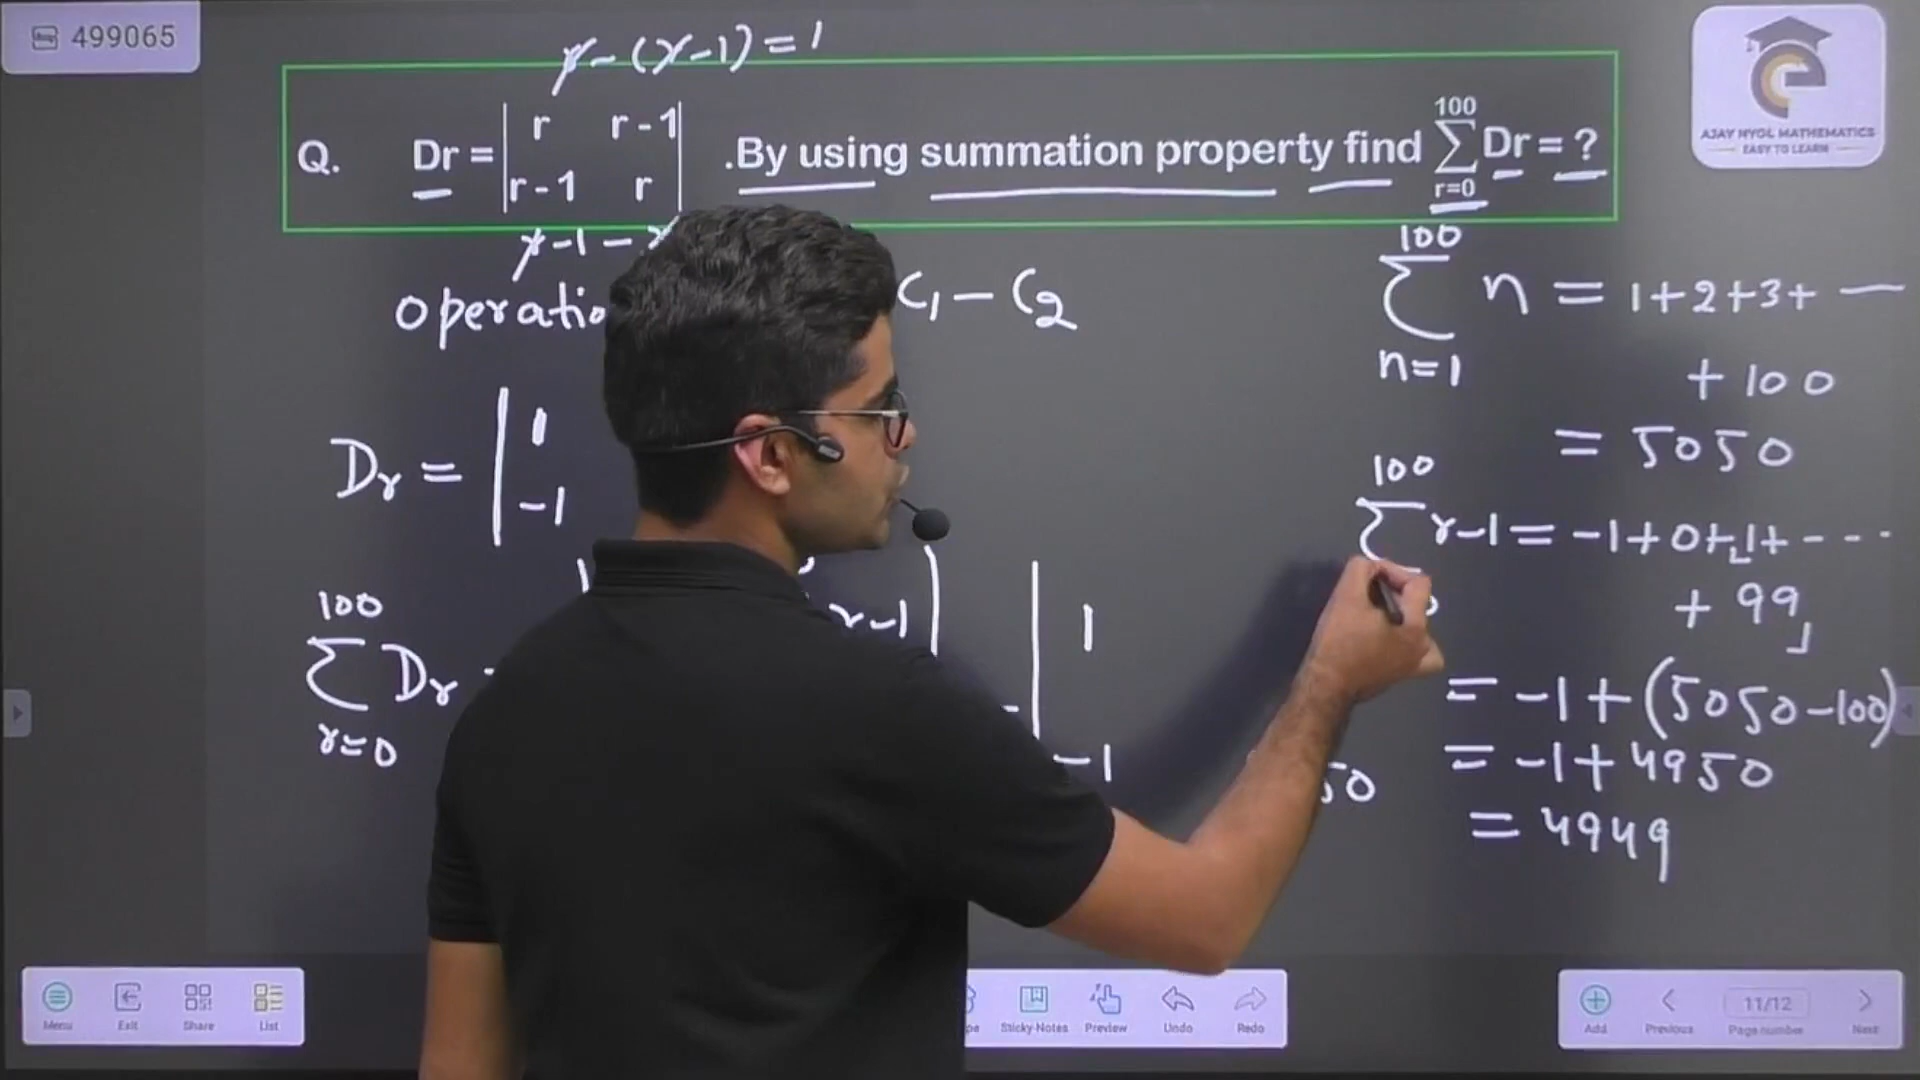 499065
r - (r-1) = 1
Q. Dr = | r r-1 | .By using summation property find 100 Σ r=0 Dr = ?
| r-1 r |
r-1-
operatio C₁ - C₂
100
Σ n = 1+2+3+ —
n=1
+ 100
= 5050
Dr = | 1
-1
100
Σ r-1 = -1+0+1+ ----
+ 99
= -1 + (5050-100)
= -1 + 4950
= 4949
100
Σ Dr
r=0
r-1 |
| 1
-1
50
AJAY NYOL MATHEMATICS
EASY TO LEARN
Menu Exit Share List
Sticky-Notes Preview Undo Redo
Add Previous 11/12 Page number Next